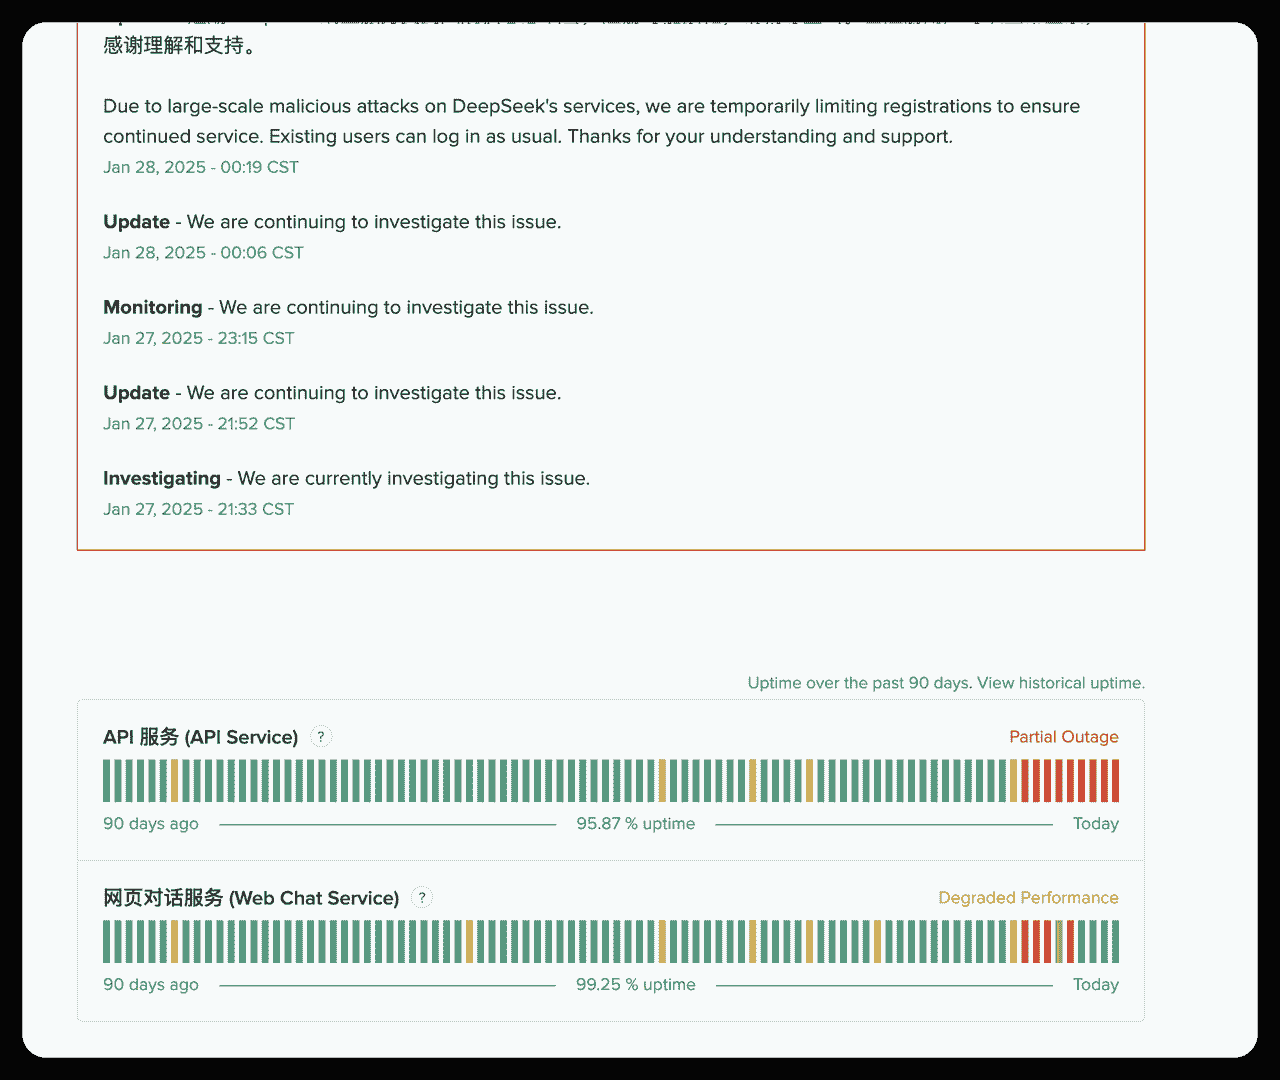 感谢理解和支持。
Due to large-scale malicious attacks on DeepSeek's services, we are temporarily limiting registrations to ensure
continued service. Existing users can log in as usual. Thanks for your understanding and support.
Jan 28, 2025 - 00:19 CST
Update - We are continuing to investigate this issue.
Jan 28, 2025 - 00:06 CST
Monitoring - We are continuing to investigate this issue.
Jan 27, 2025 - 23:15 CST
Update - We are continuing to investigate this issue.
Jan 27, 2025 - 21:52 CST
Investigating - We are currently investigating this issue.
Jan 27, 2025 - 21:33 CST
Uptime over the past 90 days. View historical uptime.
API 服务 (API Service) ? Partial Outage
90 days ago 95.87 % uptime Today
网页对话服务 (Web Chat Service) ? Degraded Performance
90 days ago 99.25 % uptime Today